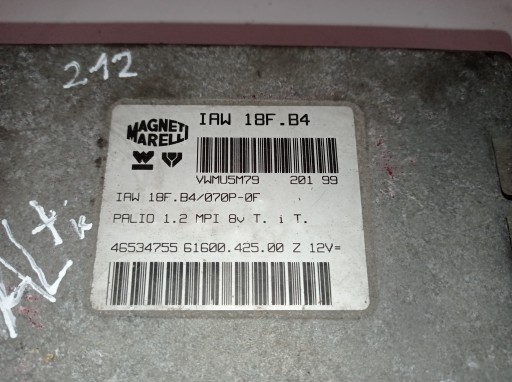 212
MAGNETI MARELLI
IAW 18F.B4
VWMU5M79 201 99
IAW 18F.B4/070P-0F
PALIO 1.2 MPI 8v T. i T.
46534755 61600.425.00 Z 12V=